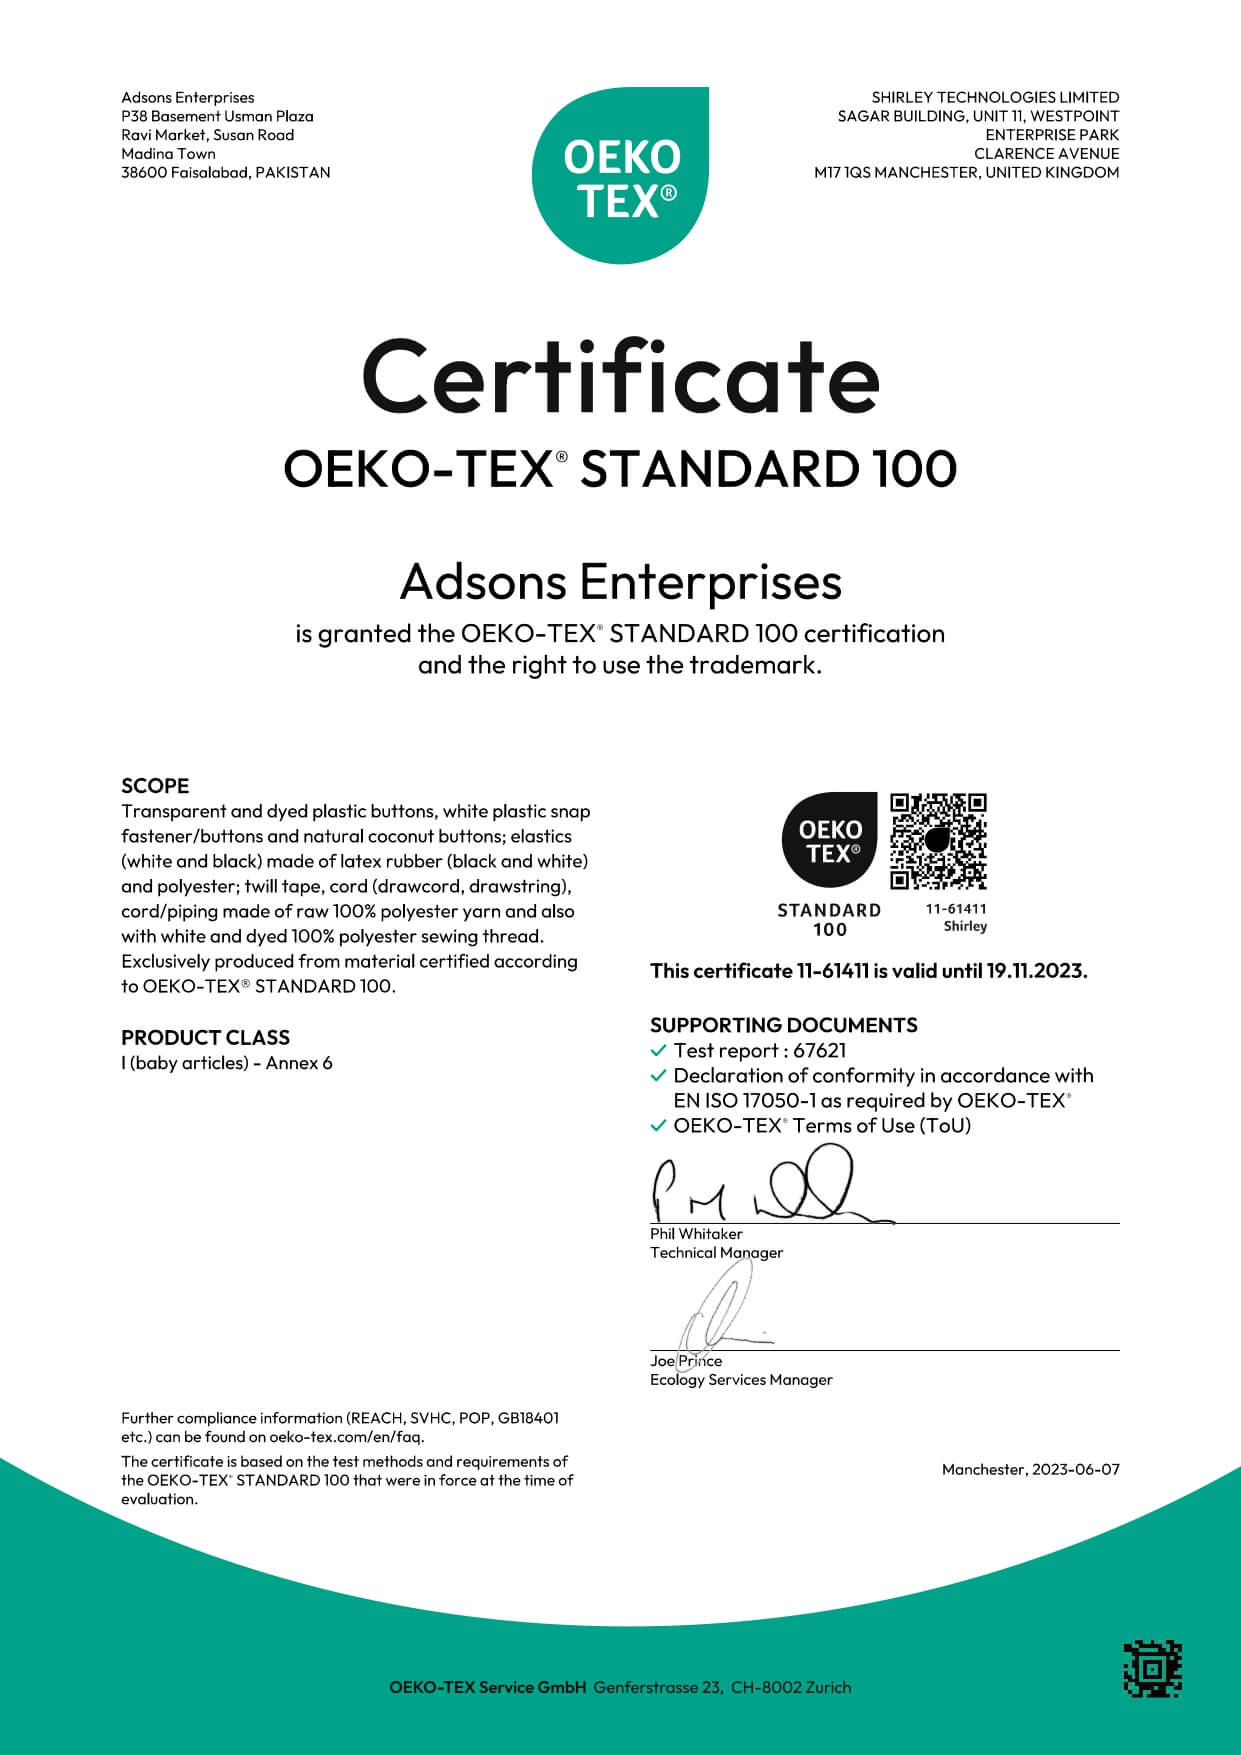 Adsons Enterprises
P38 Basement Usman Plaza
Ravi Market, Susan Road
Madina Town
38600 Faisalabad, PAKISTAN
OEKO
TEX®
SHIRLEY TECHNOLOGIES LIMITED
SAGAR BUILDING, UNIT 11, WESTPOINT
ENTERPRISE PARK
CLARENCE AVENUE
M17 1QS MANCHESTER, UNITED KINGDOM
Certificate
OEKO-TEX® STANDARD 100
Adsons Enterprises
is granted the OEKO-TEX® STANDARD 100 certification
and the right to use the trademark.
SCOPE
Transparent and dyed plastic buttons, white plastic snap
fastener/buttons and natural coconut buttons; elastics
(white and black) made of latex rubber (black and white)
and polyester; twill tape, cord (drawcord, drawstring),
cord/piping made of raw 100% polyester yarn and also
with white and dyed 100% polyester sewing thread.
Exclusively produced from material certified according
to OEKO-TEX® STANDARD 100.
PRODUCT CLASS
I (baby articles) - Annex 6
OEKO
TEX®
STANDARD
100
11-61411
Shirley
This certificate 11-61411 is valid until 19.11.2023.
SUPPORTING DOCUMENTS
✓ Test report : 67621
✓ Declaration of conformity in accordance with
EN ISO 17050-1 as required by OEKO-TEX®
✓ OEKO-TEX® Terms of Use (ToU)
Phil Whitaker
Technical Manager
Joe Prince
Ecology Services Manager
Further compliance information (REACH, SVHC, POP, GB18401
etc.) can be found on oeko-tex.com/en/faq.
The certificate is based on the test methods and requirements of
the OEKO-TEX® STANDARD 100 that were in force at the time of
evaluation.
Manchester, 2023-06-07
OEKO-TEX Service GmbH Genferstrasse 23, CH-8002 Zurich